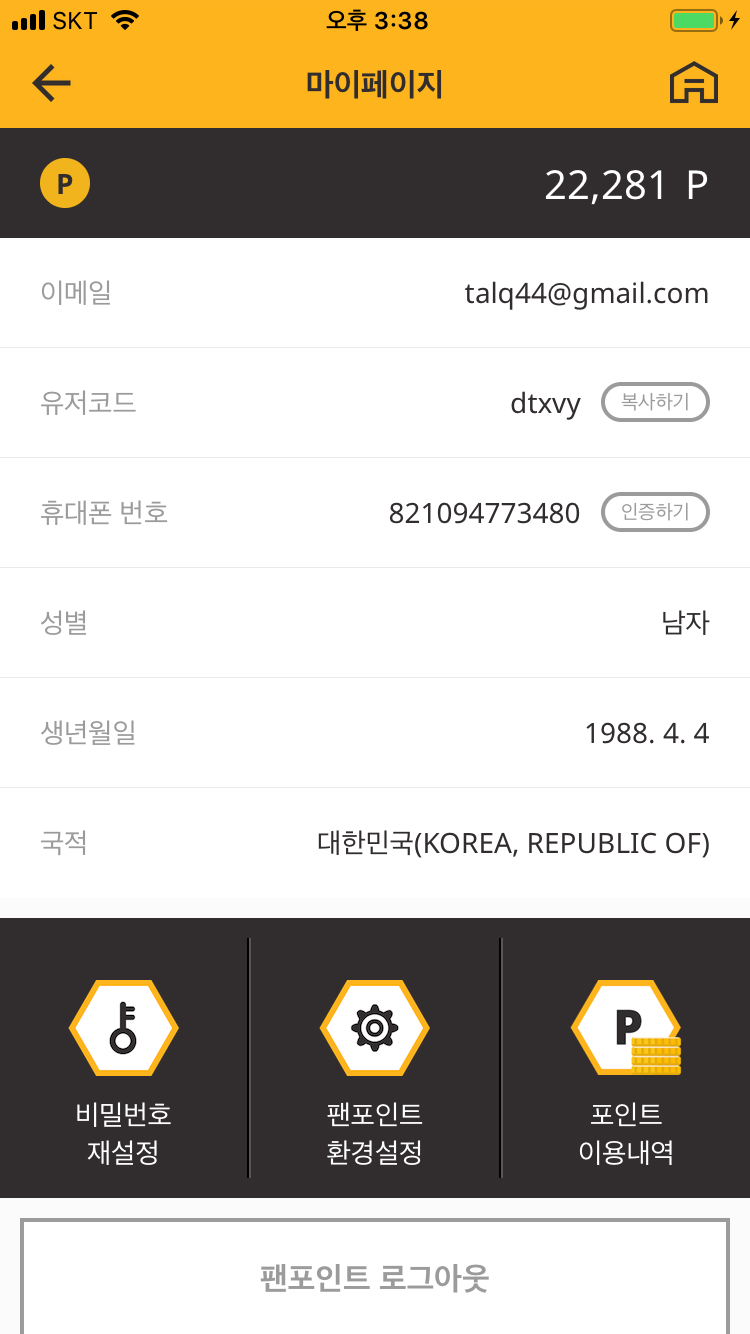 SKT 오후 3:38
마이페이지
P 22,281 P
이메일 talq44@gmail.com
유저코드 dtxvy 복사하기
휴대폰 번호 821094773480 인증하기
성별 남자
생년월일 1988. 4. 4
국적 대한민국(KOREA, REPUBLIC OF)
P
비밀번호 팬포인트 포인트
재설정 환경설정 이용내역
팬포인트 로그아웃